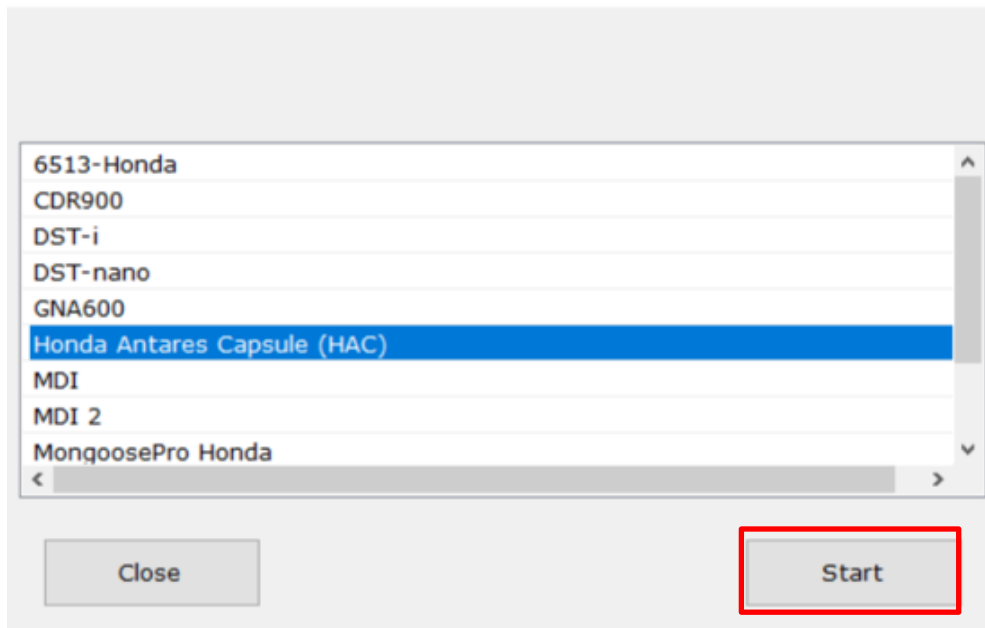 6513-Honda
CDR900
DST-i
DST-nano
GNA600
Honda Antares Capsule (HAC)
MDI
MDI 2
MongoosePro Honda
Close
Start